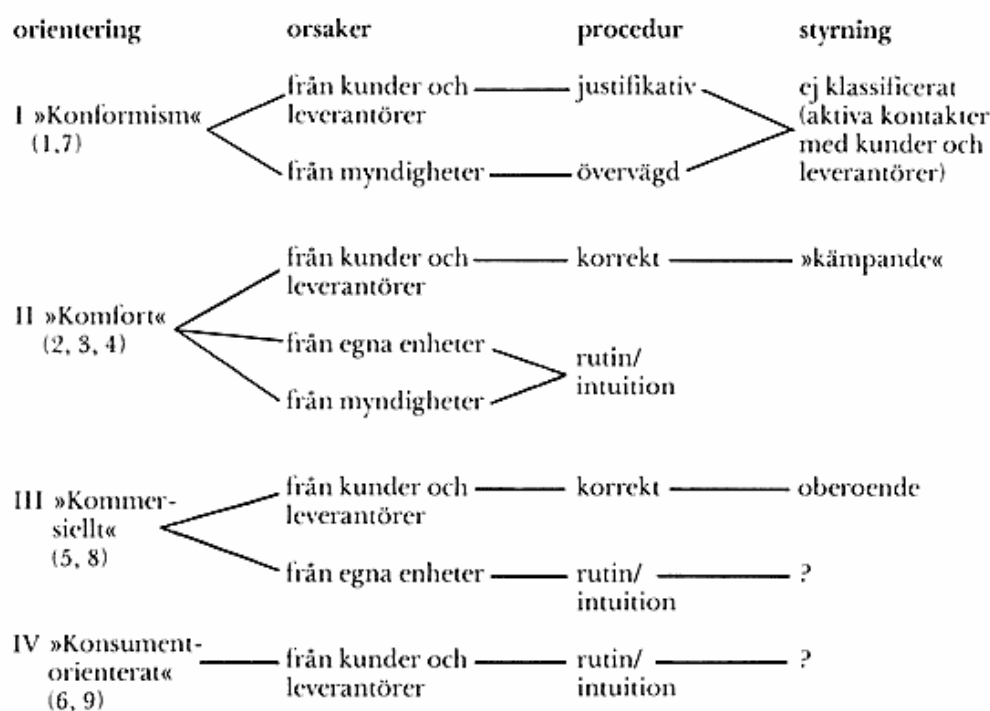 orientering orsaker procedur styrning
från kunder och justifikativ ej klassificerat
I »Konformism« leverantörer (aktiva kontakter
(1,7) med kunder och
från myndigheter övervägd leverantörer)
från kunder och korrekt »kämpande«
leverantörer
II »Komfort« från egna enheter
(2, 3, 4) rutin/
från myndigheter intuition
från kunder och korrekt oberoende
III »Kommer- leverantörer
siellt«
(5, 8)
från egna enheter rutin/ ?
intuition
IV »Konsument-
orienterat« från kunder och rutin/ ?
(6, 9) leverantörer intuition